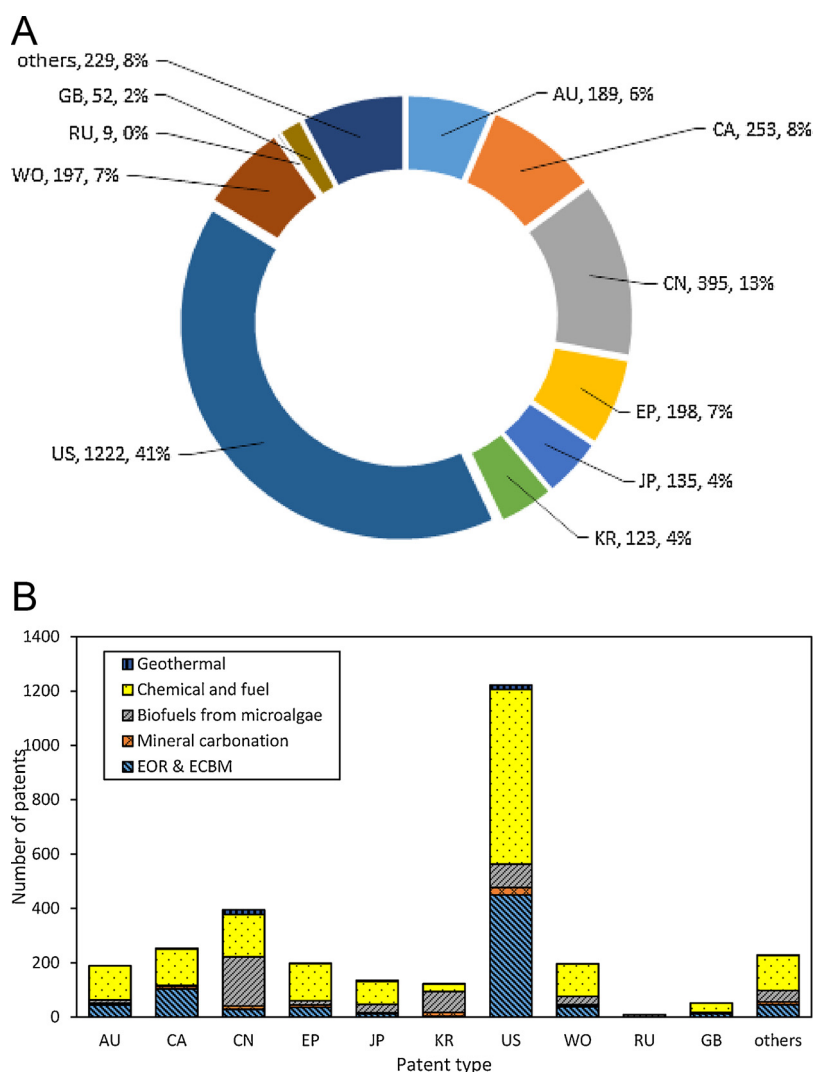 A
others, 229, 8%
GB, 52, 2%
RU, 9, 0%
WO, 197, 7%
US, 1222, 41%
AU, 189, 6%
CA, 253, 8%
CN, 395, 13%
EP, 198, 7%
JP, 135, 4%
KR, 123, 4%
B
Number of patents
1400
1200
1000
800
600
400
200
0
Geothermal
Chemical and fuel
Biofuels from microalgae
Mineral carbonation
EOR & ECBM
AU CA CN EP JP KR US WO RU GB others
Patent type